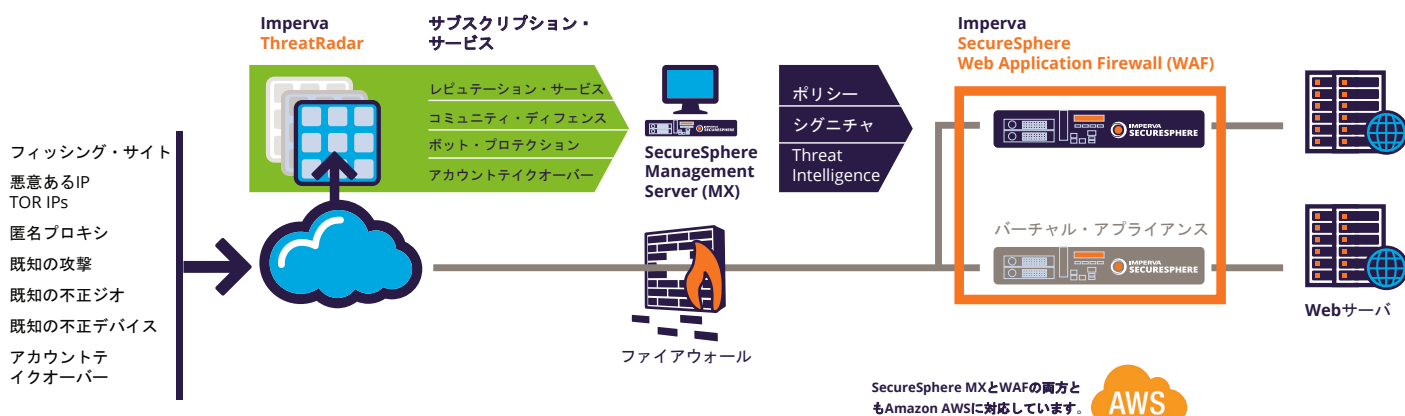 Imperva
ThreatRadar
サブスクリプション・
サービス
レピュテーション・サービス
コミュニティ・ディフェンス
ボット・プロテクション
アカウントテイクオーバー
フィッシング・サイト
悪意あるIP
TOR IPs
匿名プロキシ
既知の攻撃
既知の不正ジオ
既知の不正デバイス
アカウントテ
イクオーバー
IMPERVA
SECURESPHERE
SecureSphere
Management
Server (MX)
ポリシー
シグニチャ
Threat
Intelligence
ファイアウォール
Imperva
SecureSphere
Web Application Firewall (WAF)
IMPERVA
SECURESPHERE
バーチャル・アプライアンス
IMPERVA
SECURESPHERE
Webサーバ
SecureSphere MXとWAFの両方と
もAmazon AWSに対応しています。
AWS